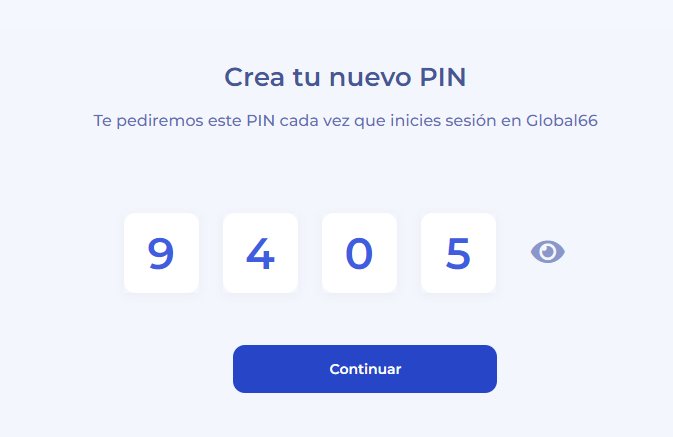 Crea tu nuevo PIN
Te pediremos este PIN cada vez que inicies sesión en Global66
9 4 0 5
Continuar